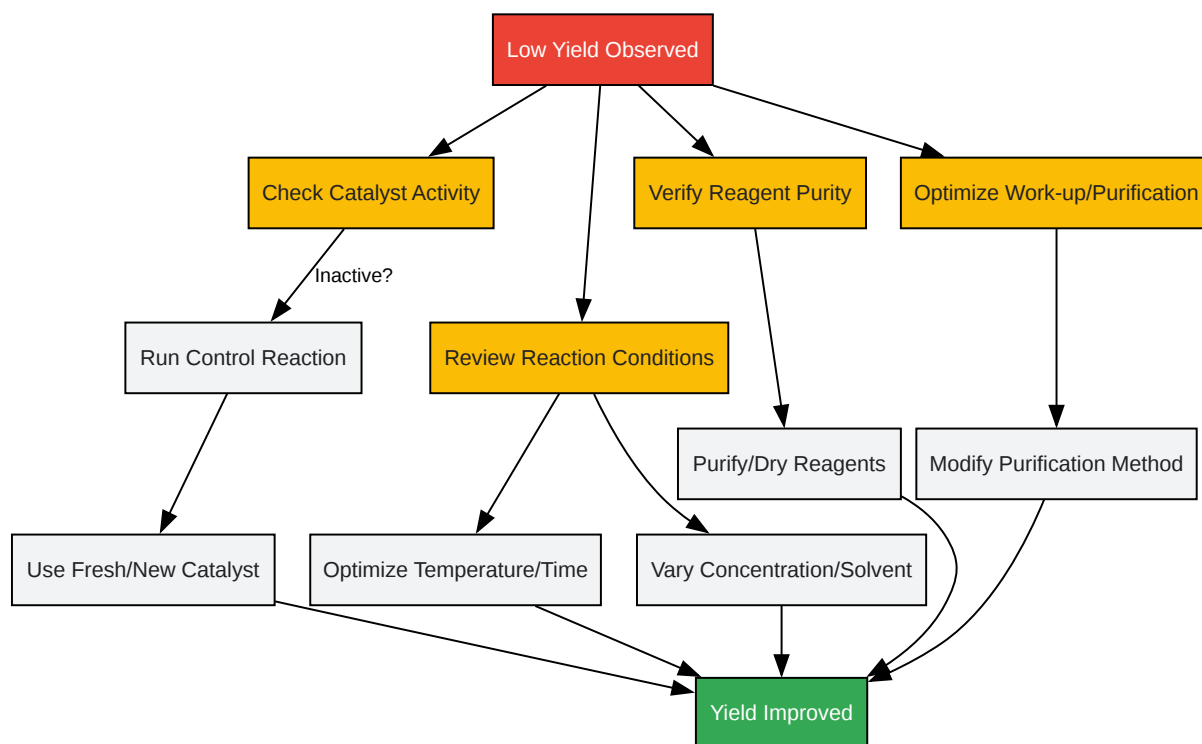 Low Yield Observed
Check Catalyst Activity
Verify Reagent Purity
Optimize Work-up/Purification
Inactive?
Run Control Reaction
Review Reaction Conditions
Purify/Dry Reagents
Modify Purification Method
Use Fresh/New Catalyst
Optimize Temperature/Time
Vary Concentration/Solvent
Yield Improved